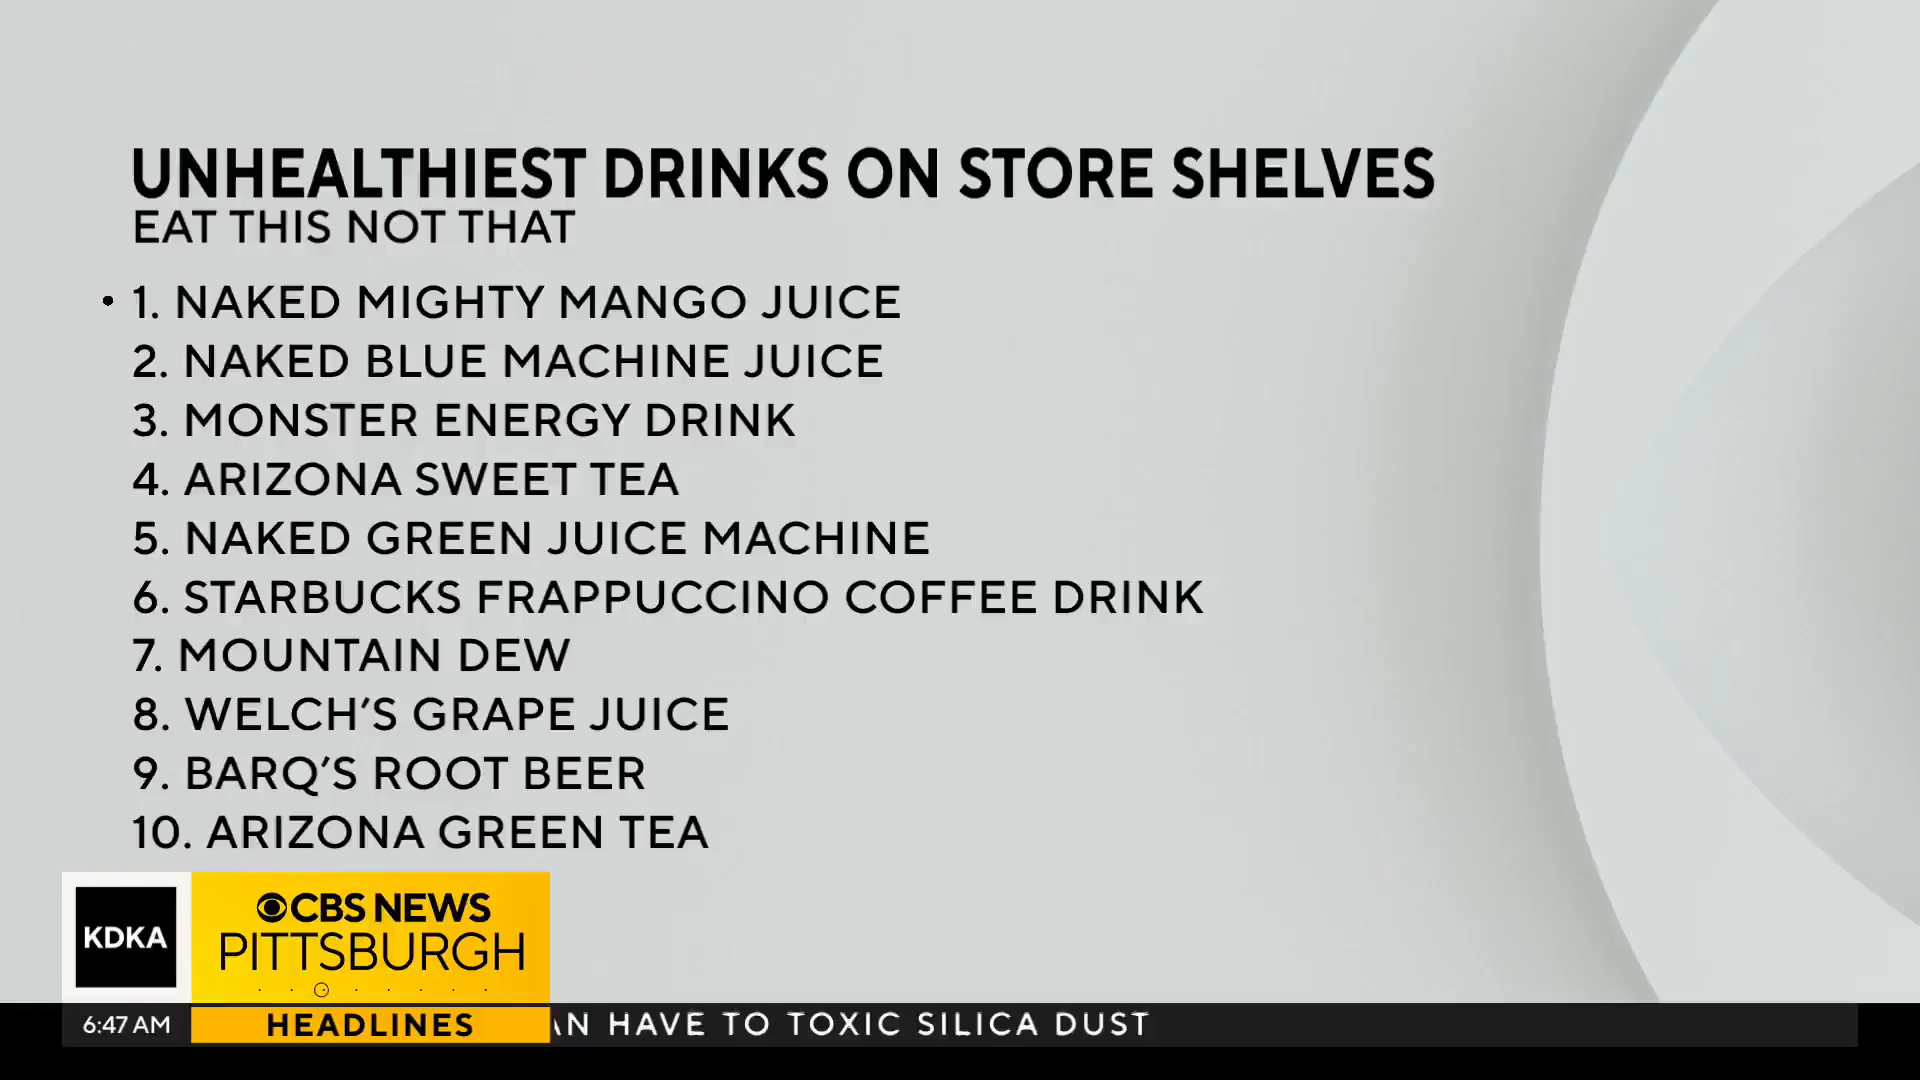 UNHEALTHIEST DRINKS ON STORE SHELVES
EAT THIS NOT THAT
• 1. NAKED MIGHTY MANGO JUICE
2. NAKED BLUE MACHINE JUICE
3. MONSTER ENERGY DRINK
4. ARIZONA SWEET TEA
5. NAKED GREEN JUICE MACHINE
6. STARBUCKS FRAPPUCCINO COFFEE DRINK
7. MOUNTAIN DEW
8. WELCH'S GRAPE JUICE
9. BARQ'S ROOT BEER
10. ARIZONA GREEN TEA
KDKA
CBS NEWS
PITTSBURGH
6:47 AM
HEADLINES
HAVE TO TOXIC SILICA DUST